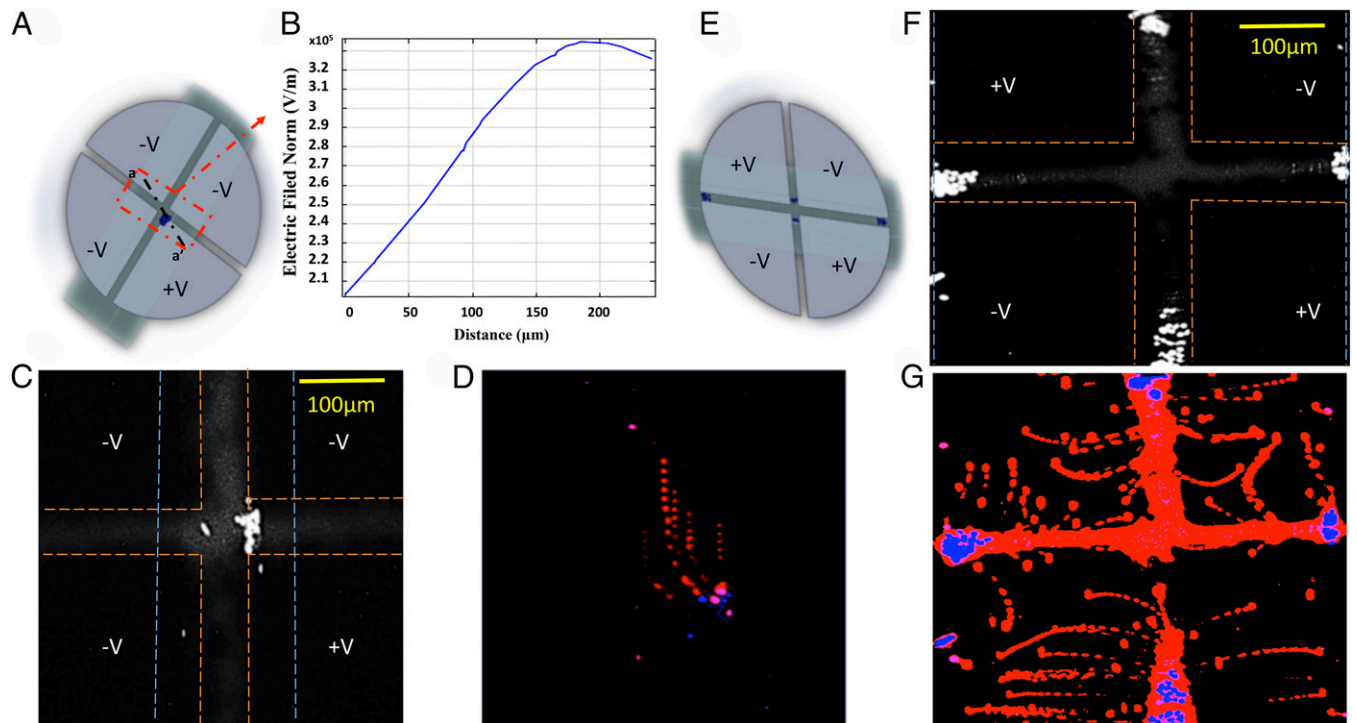 A
B
E
F
-V
-V
-V
+V
a
a'
×10⁵
3.2
3.1
3
2.9
2.8
2.7
2.6
2.5
2.4
2.3
2.2
2.1
Electric Filed Norm (V/m)
0
50
100
150
200
Distance (μm)
+V
-V
-V
+V
100μm
+V
-V
-V
+V
C
D
G
100μm
-V
-V
-V
+V